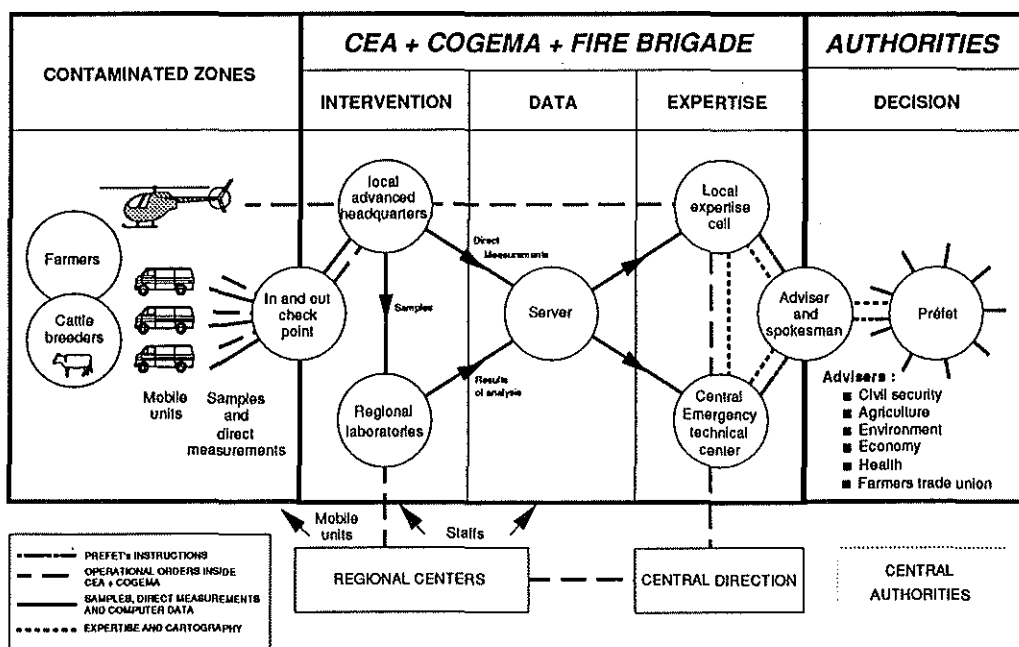 CONTAMINATED ZONES
CEA + COGEMA + FIRE BRIGADE
AUTHORITIES
INTERVENTION
DATA
EXPERTISE
DECISION
Farmers
Cattle
breeders
Mobile
units
Samples
and
direct
measurements
In and out
check
point
local
advanced
headquarters
Samples
Regional
laboratories
Direct
Measurements
Results
of analysis
Server
Local
expertise
cell
Central
Emergency
technical
center
Adviser
and
spokesman
Préfet
Advisers :
■ Civil security
■ Agriculture
■ Environment
■ Economy
■ Health
■ Farmers trade union
Mobile
units
Staffs
REGIONAL CENTERS
CENTRAL DIRECTION
CENTRAL
AUTHORITIES
PREFET's INSTRUCTIONS
OPERATIONAL ORDERS INSIDE
CEA + COGEMA
SAMPLES, DIRECT MEASUREMENTS
AND COMPUTER DATA
EXPERTISE AND CARTOGRAPHY